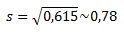 s = √0,615~0,78